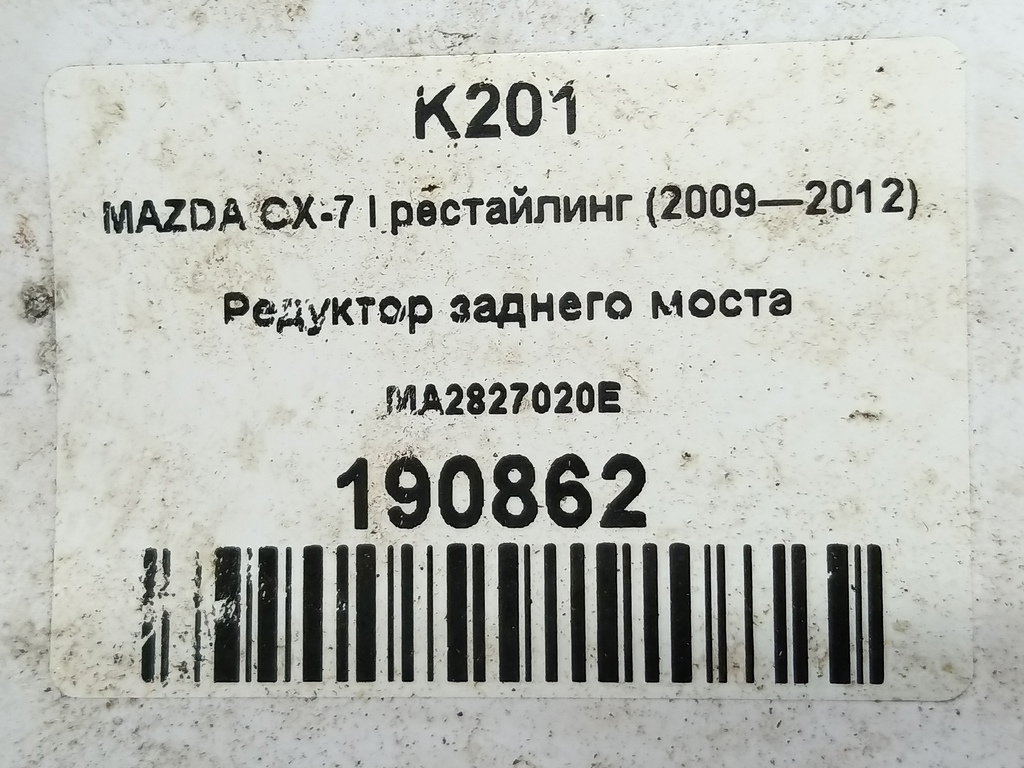 K201
MAZDA CX-7 I рестайлинг (2009—2012)
Редуктор заднего моста
MA2827020E
190862